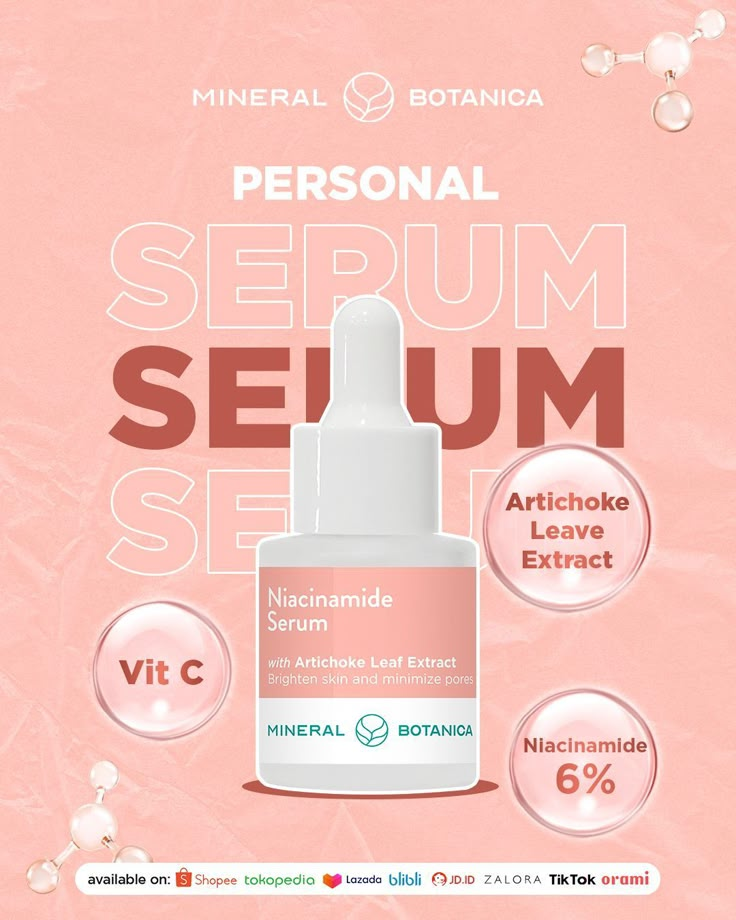 MINERAL BOTANICA
PERSONAL
SERUM
SERUM
SE
Artichoke
Leave
Extract
Niacinamide
Serum
with Artichoke Leaf Extract
Brighten skin and minimize pores
Vit C
MINERAL BOTANICA
Niacinamide
6%
available on: Shopee tokopedia Lazada blibli JD.ID ZALORA TikTok orami